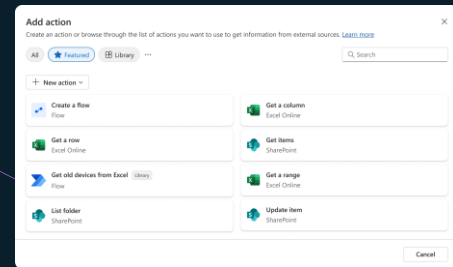 Add action
Create an action or browse through the list of actions you want to use to get information from external sources. Learn more
All Featured Library ...
Search
+ New action
Create a flow
Flow
Get a column
Excel Online
Get a row
Excel Online
Get items
SharePoint
Get old devices from Excel Library
Flow
Get a range
Excel Online
List folder
SharePoint
Update item
SharePoint
Cancel